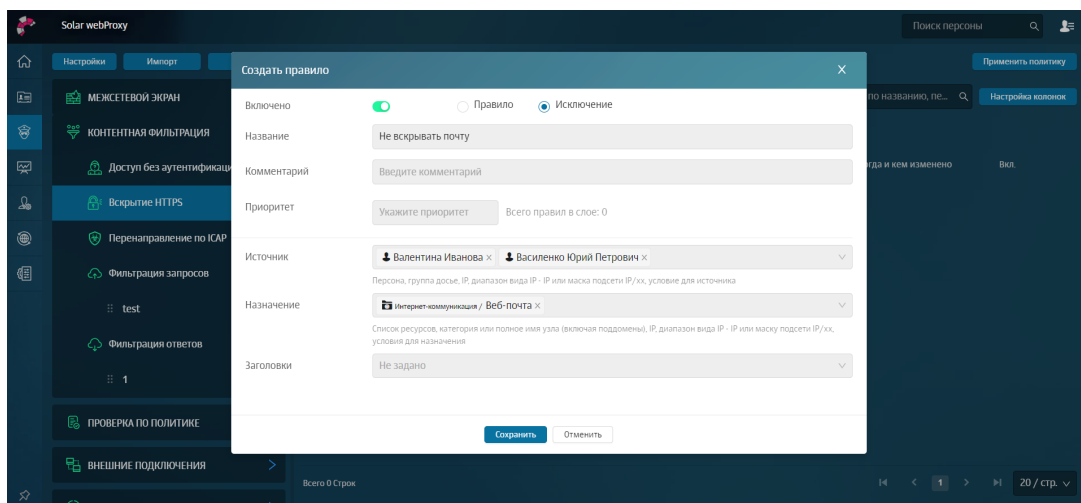 Solar webProxy
Поиск персоны
Настройки
Импорт
Применить политику
Создать правило
X
МЕЖСЕТЕВОЙ ЭКРАН
по названию, пе...
Настройка колонок
Включено
Правило
Исключение
КОНТЕНТНАЯ ФИЛЬТРАЦИЯ
Название
Не вскрывать почту
Доступ без аутентификаци
Комментарий
Введите комментарий
гда и кем изменено
Вкл.
Вскрытие HTTPS
Приоритет
Укажите приоритет
Всего правил в слое: 0
Перенаправление по ICAP
Источник
Валентина Иванова ×
Василенко Юрий Петрович ×
Персона, группа досье, IP, диапазон вида IP - IP или маска подсети IP/xx, условие для источника
Фильтрация запросов
Назначение
Интернет-коммуникация / Веб-почта ×
test
Список ресурсов, категория или полное имя узла (включая поддомены), IP, диапазон вида IP - IP или маску подсети IP/xx,
условия для назначения
Фильтрация ответов
Заголовки
Не задано
1
ПРОВЕРКА ПО ПОЛИТИКЕ
Сохранить
Отменить
ВНЕШНИЕ ПОДКЛЮЧЕНИЯ
Всего 0 Строк
1
20 / стр.